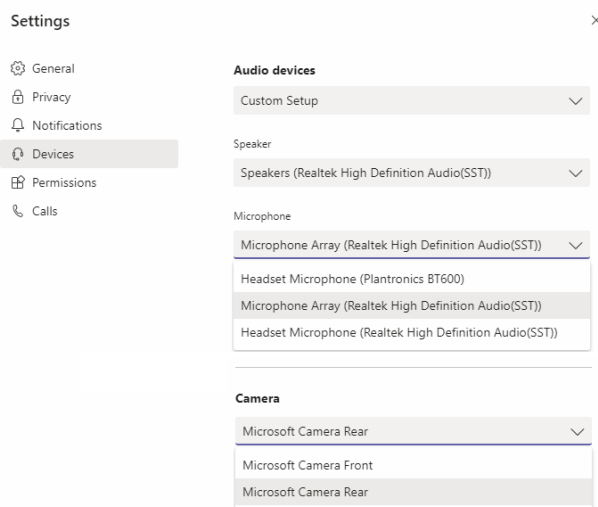 Settings
General
Privacy
Notifications
Devices
Permissions
Calls
Audio devices
Custom Setup
Speaker
Speakers (Realtek High Definition Audio(SST))
Microphone
Microphone Array (Realtek High Definition Audio(SST))
Headset Microphone (Plantronics BT600)
Microphone Array (Realtek High Definition Audio(SST))
Headset Microphone (Realtek High Definition Audio(SST))
Camera
Microsoft Camera Rear
Microsoft Camera Front
Microsoft Camera Rear